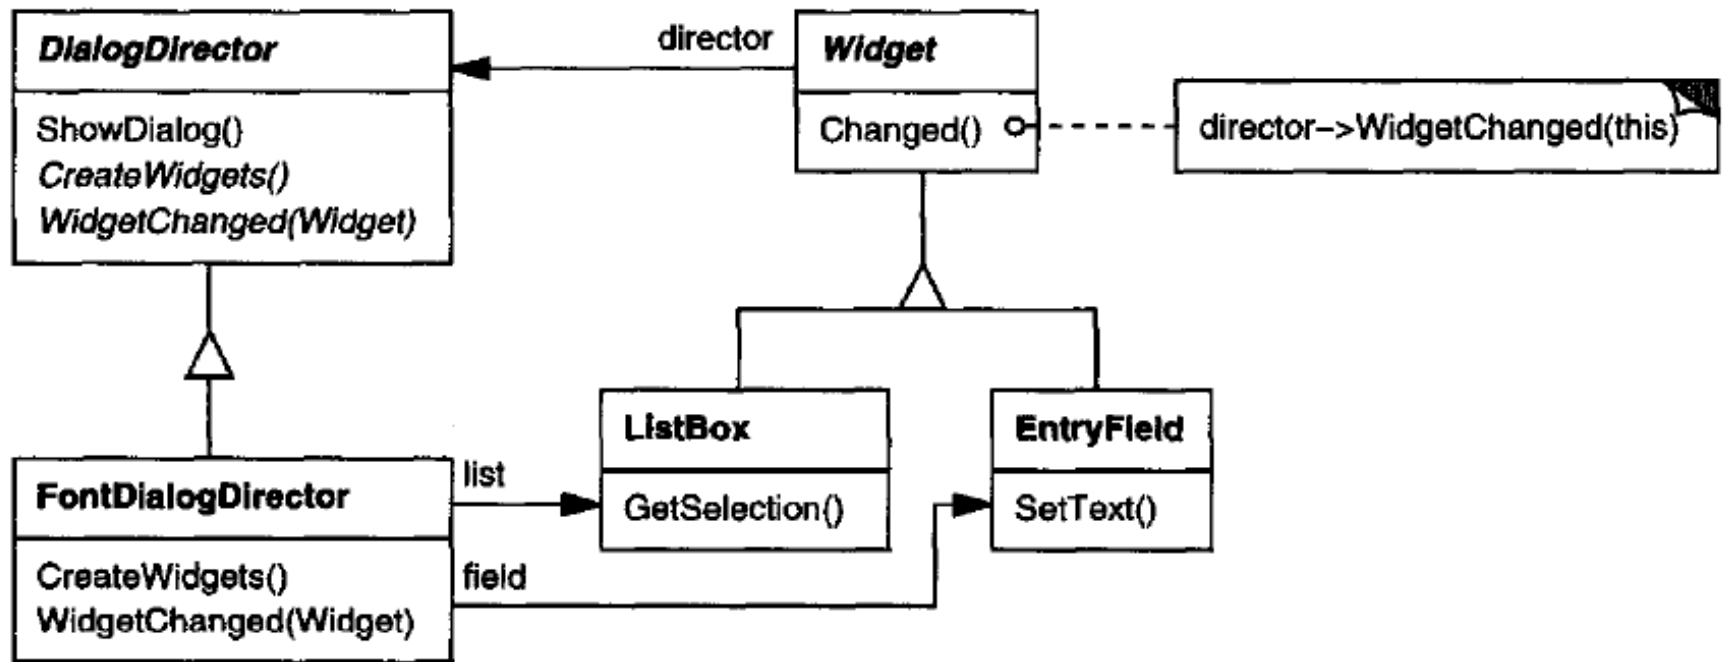 DialogDirector
ShowDialog()
CreateWidgets()
WidgetChanged(Widget)
director
Widget
Changed()
director->WidgetChanged(this)
FontDialogDirector
CreateWidgets()
WidgetChanged(Widget)
list
field
ListBox
GetSelection()
EntryField
SetText()